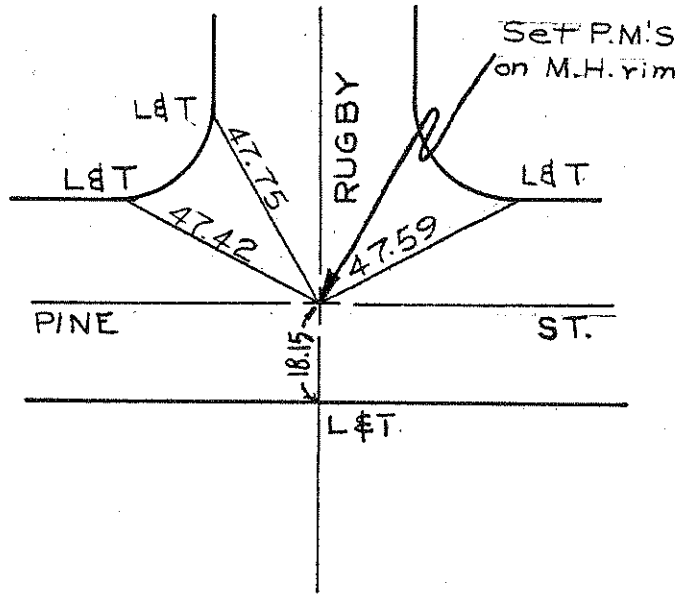 Set P.M.'S
on M.H. rim
RUGBY
L&T
L&T
L&T
47.75
47.42
47.59
PINE
ST.
18.15
L&T.